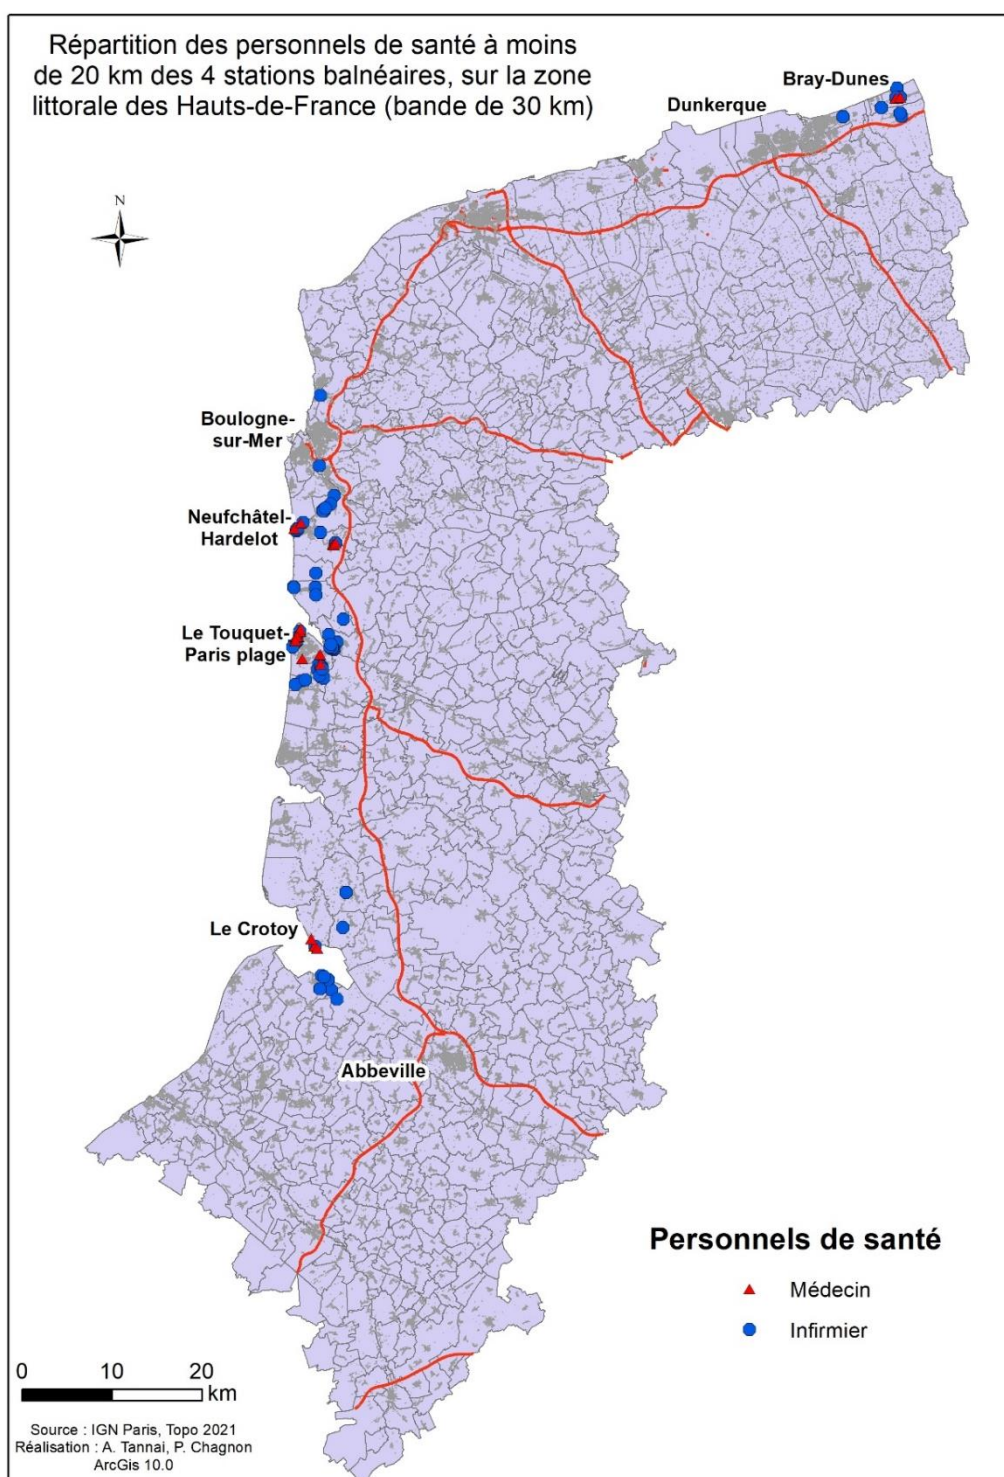 Répartition des personnels de santé à moins
de 20 km des 4 stations balnéaires, sur la zone
littorale des Hauts-de-France (bande de 30 km)
Bray-Dunes
Dunkerque
N
Boulogne-
sur-Mer
Neufchâtel-
Hardelot
Le Touquet-
Paris plage
Le Crotoy
Abbeville
Personnels de santé
Médecin
Infirmier
0 10 20
km
Source : IGN Paris, Topo 2021
Réalisation : A. Tannai, P. Chagnon
ArcGis 10.0